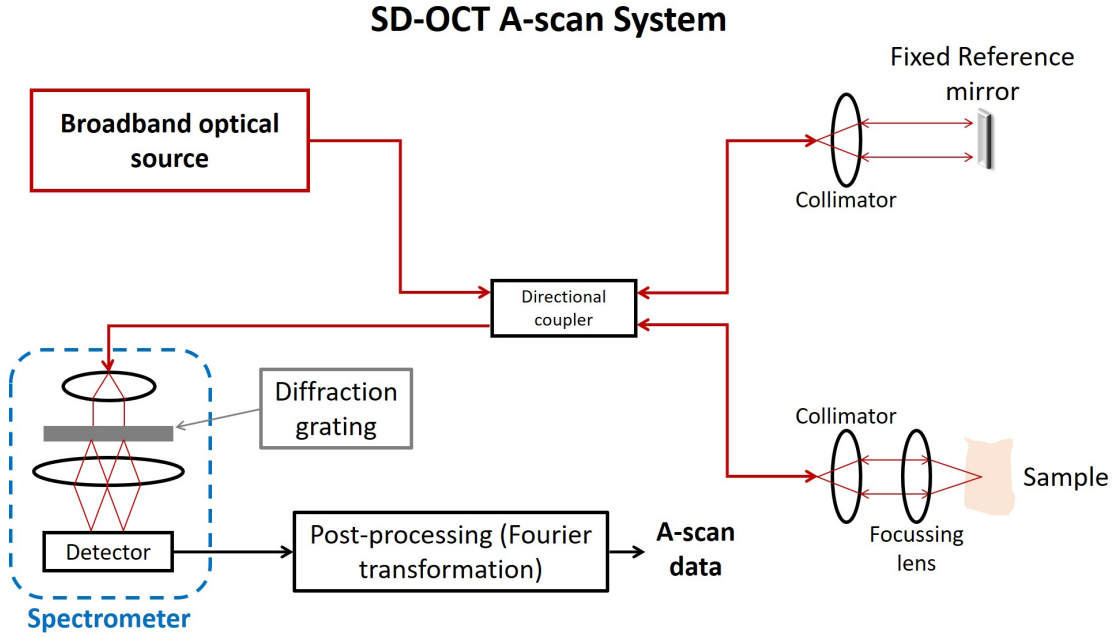 SD-OCT A-scan System
Broadband optical
source
Fixed Reference
mirror
Collimator
Directional
coupler
Diffraction
grating
Collimator
Sample
Focussing
lens
Detector
Post-processing (Fourier
transformation)
A-scan
data
Spectrometer